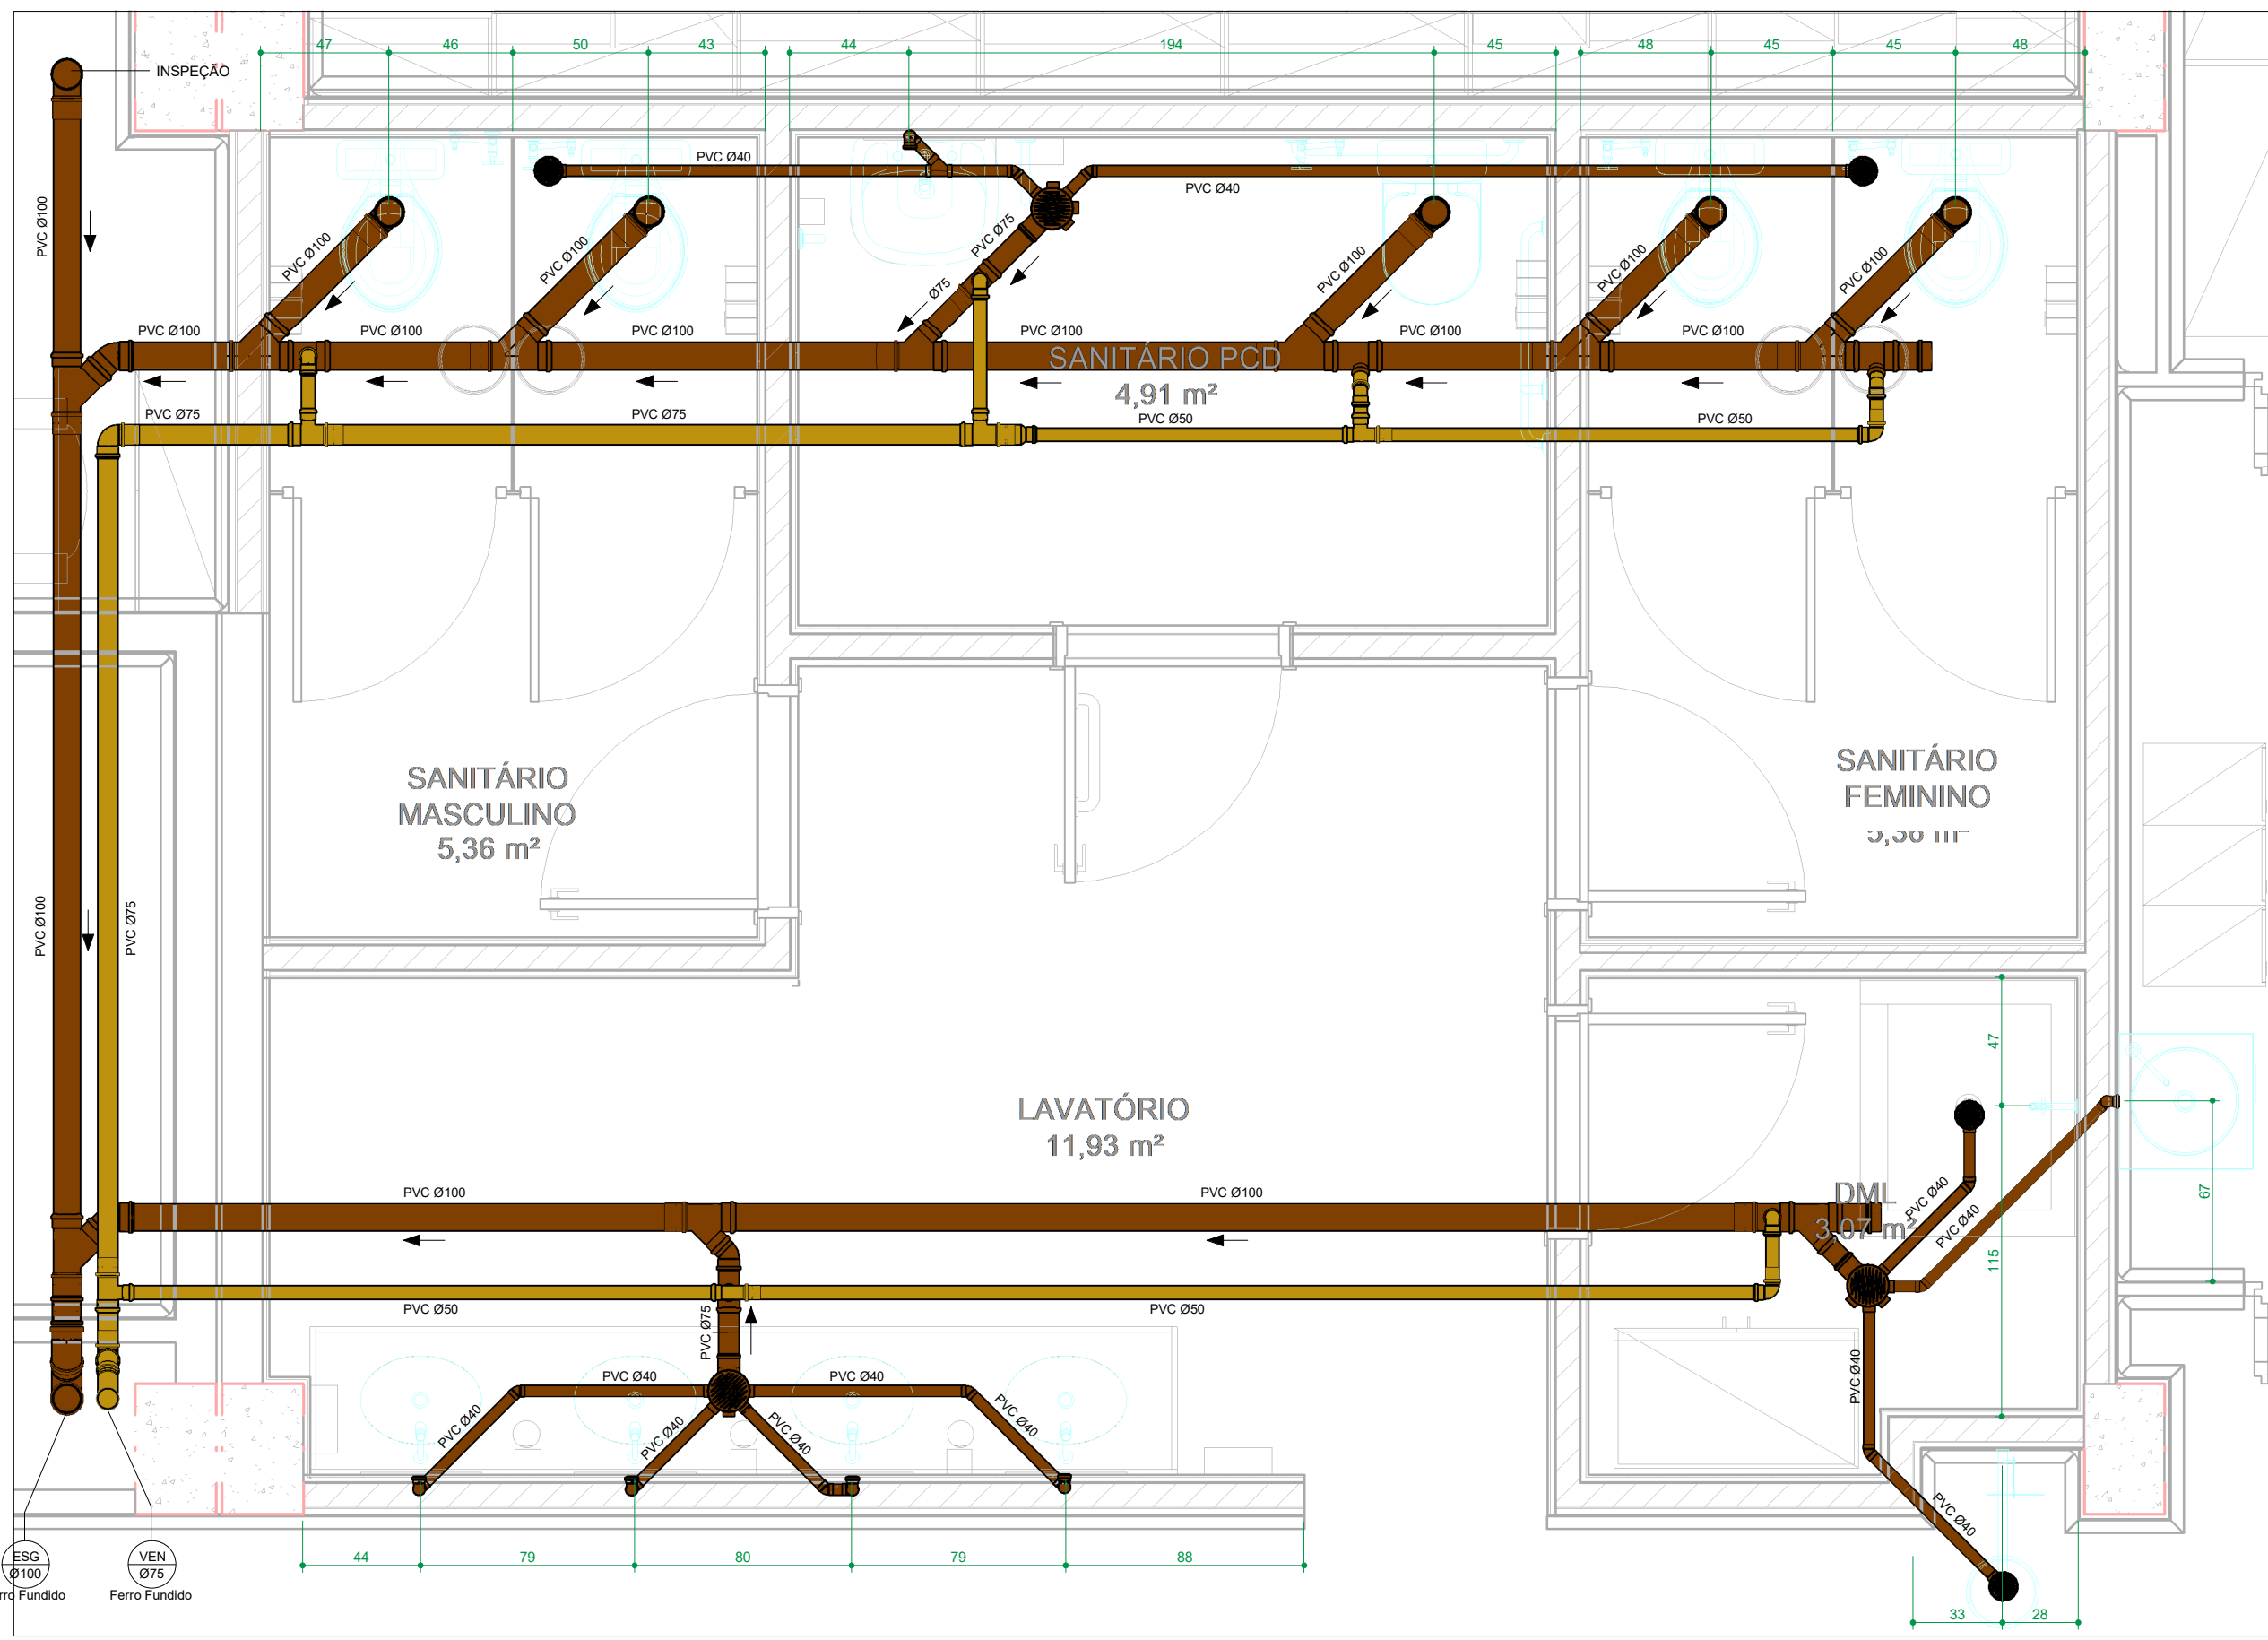 47
46
50
43
44
194
45
48
45
45
48
INSPEÇÃO
PVC Ø40
PVC Ø40
PVC Ø100
PVC Ø100
PVC Ø100
PVC Ø75
Ø75
PVC Ø100
PVC Ø100
PVC Ø100
PVC Ø100
PVC Ø100
PVC Ø100
PVC Ø100
PVC Ø100
PVC Ø100
SANITÁRIO PCD
4,91 m²
PVC Ø75
PVC Ø75
PVC Ø50
PVC Ø50
SANITÁRIO
MASCULINO
5,36 m²
SANITÁRIO
FEMININO
5,36 m²
PVC Ø100
PVC Ø75
LAVATÓRIO
11,93 m²
47
67
115
PVC Ø100
PVC Ø100
DML
3,07 m²
PVC Ø40
PVC Ø40
PVC Ø50
PVC Ø50
PVC Ø75
PVC Ø40
PVC Ø40
PVC Ø40
PVC Ø40
PVC Ø40
PVC Ø40
PVC Ø40
PVC Ø40
44
79
80
79
88
33
28
ESG
Ø100
rro Fundido
VEN
Ø75
Ferro Fundido